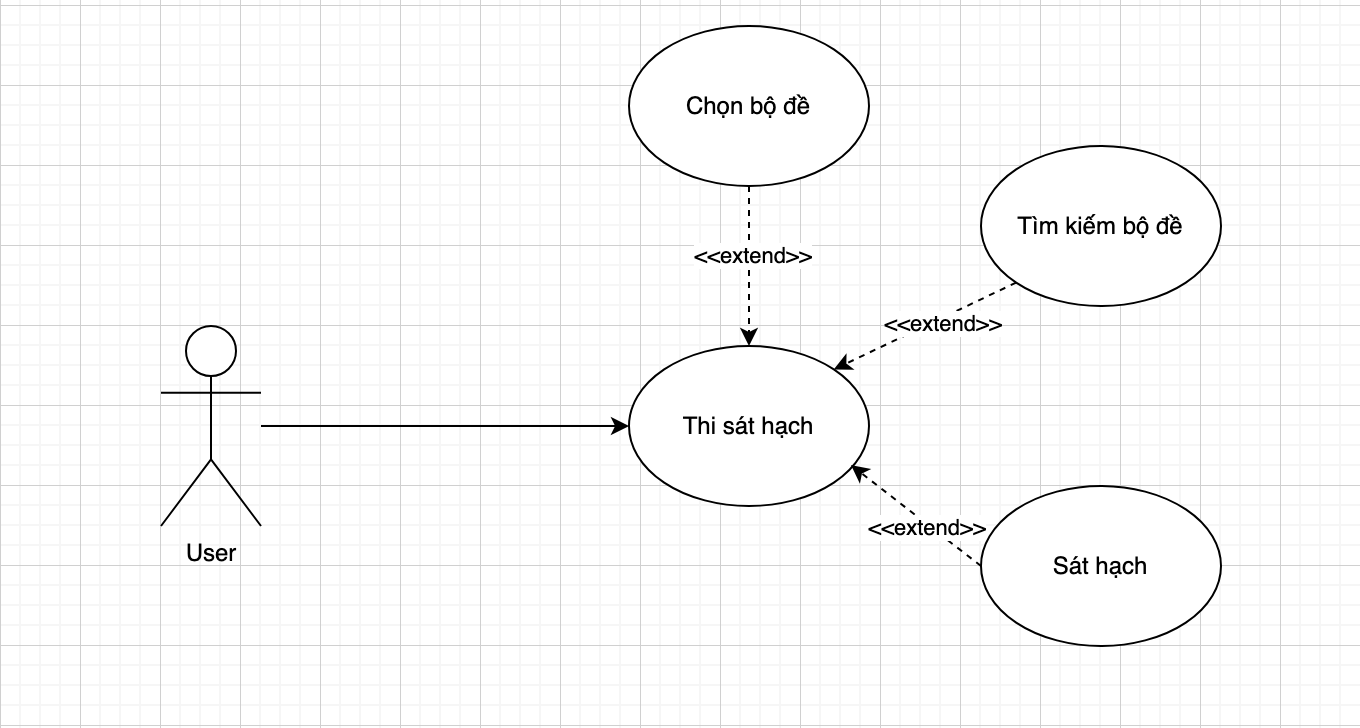 Chọn bộ đề
Tìm kiếm bộ đề
<<extend>>
<<extend>>
Thi sát hạch
<<extend>>
User
Sát hạch